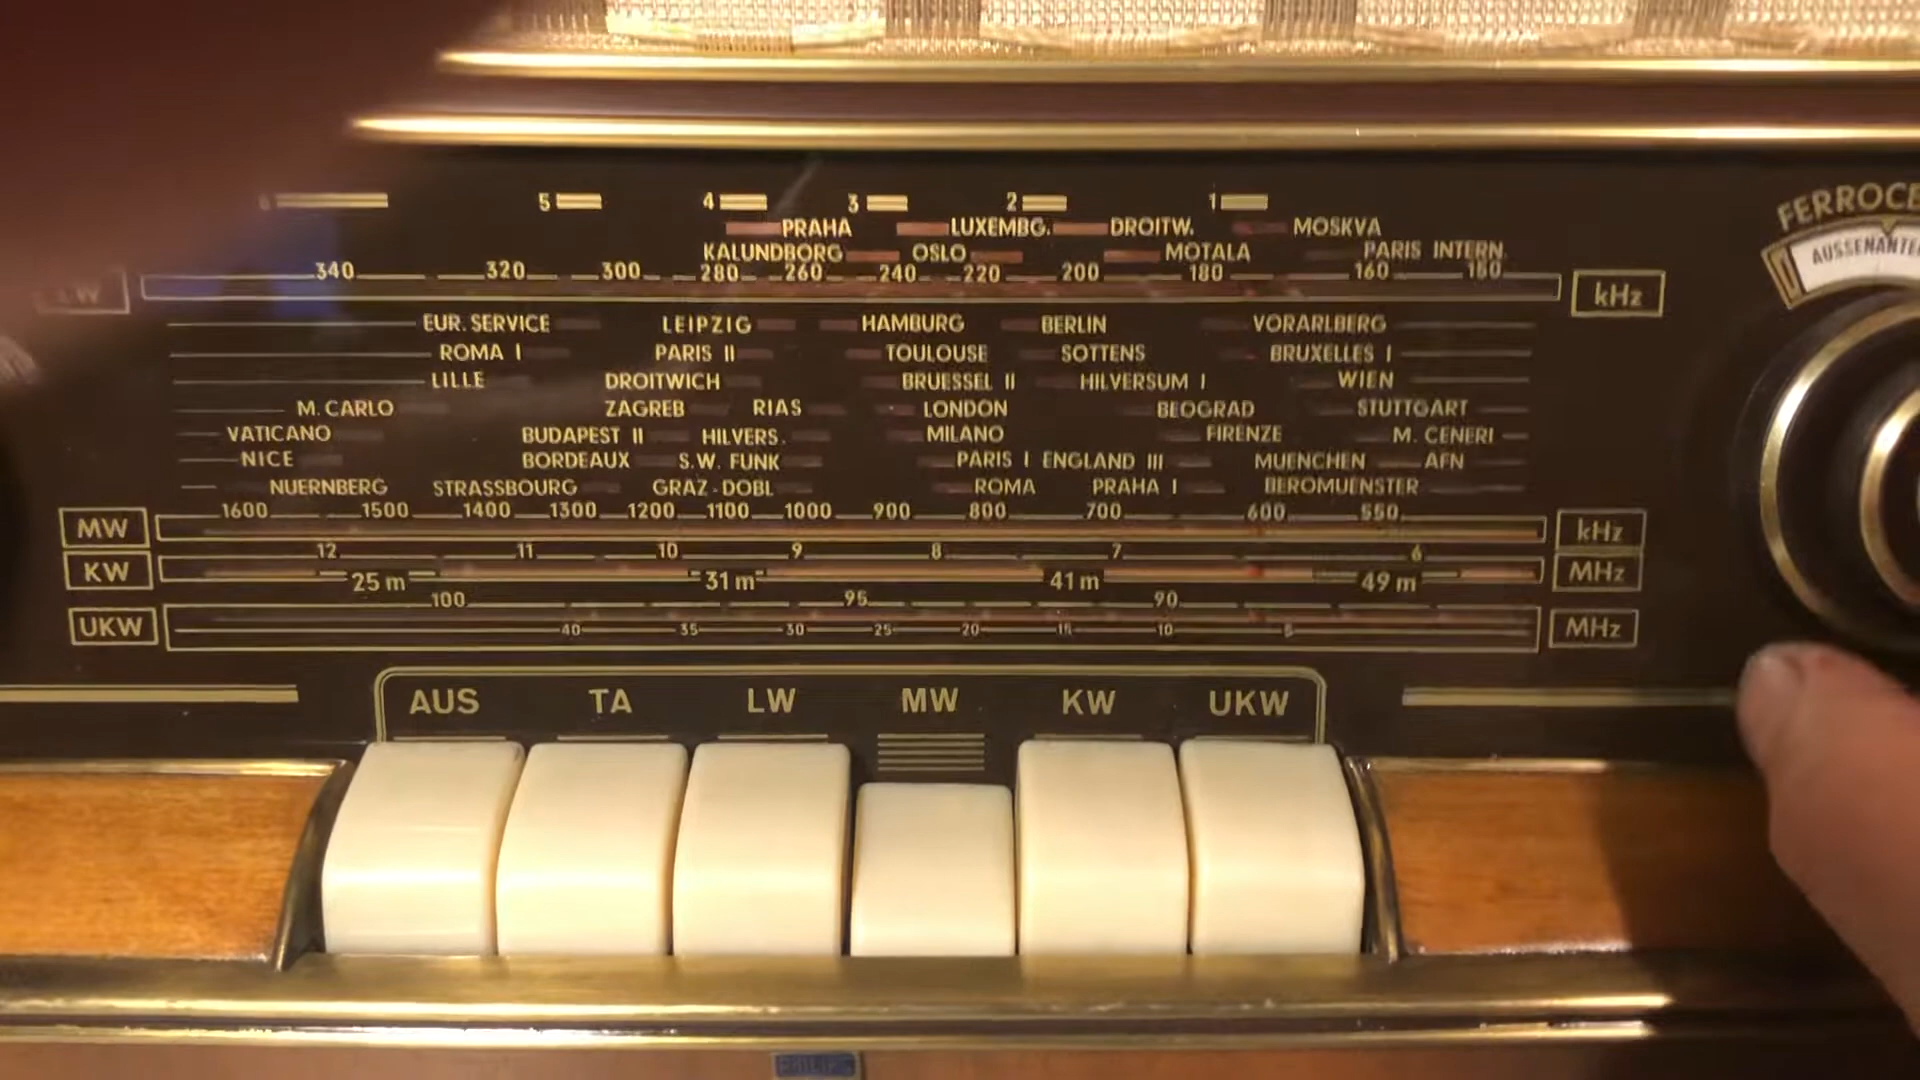 5 4 3 2 1
PRAHA LUXEMBG. DROITW. MOSKVA
KALUNDBORG OSLO MOTALA PARIS INTERN.
340 320 300 280 260 240 220 200 180 160 150
kHz
EUR. SERVICE LEIPZIG HAMBURG BERLIN VORARLBERG
ROMA I PARIS II TOULOUSE SOTTENS BRUXELLES I
LILLE DROITWICH BRUESSEL II HILVERSUM I WIEN
M. CARLO ZAGREB RIAS LONDON BEOGRAD STUTTGART
VATICANO BUDAPEST II HILVERS. MILANO FIRENZE M. CENERI
NICE BORDEAUX S.W. FUNK PARIS I ENGLAND III MUENCHEN AFN
NUERNBERG STRASSBOURG GRAZ-DOBL ROMA PRAHA I BEROMUENSTER
1600 1500 1400 1300 1200 1100 1000 900 800 700 600 550
MW kHz
12 11 10 9 8 7 6
KW 25 m 31 m 41 m 49 m MHz
100 95 90
UKW 40 35 30 25 20 15 10 5 MHz
AUS TA LW MW KW UKW
PHILIPS